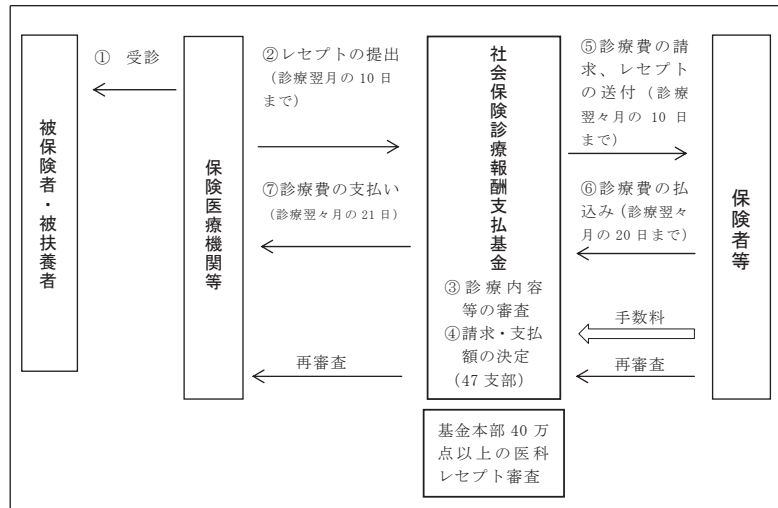 ① 受診
被保険者・被扶養者
保険医療機関等
②レセプトの提出
（診療翌月の10日
まで）
⑦診療費の支払い
（診療翌々月の21日）
再審査
社会保険診療報酬支払基金
③診療内容
等の審査
④請求・支払
額の決定
（47支部）
基金本部40万
点以上の医科
レセプト審査
⑤診療費の請
求、レセプト
の送付（診療
翌々月の10日
まで）
⑥診療費の払
込み（診療翌々
月の20日まで）
手数料
再審査
保険者等